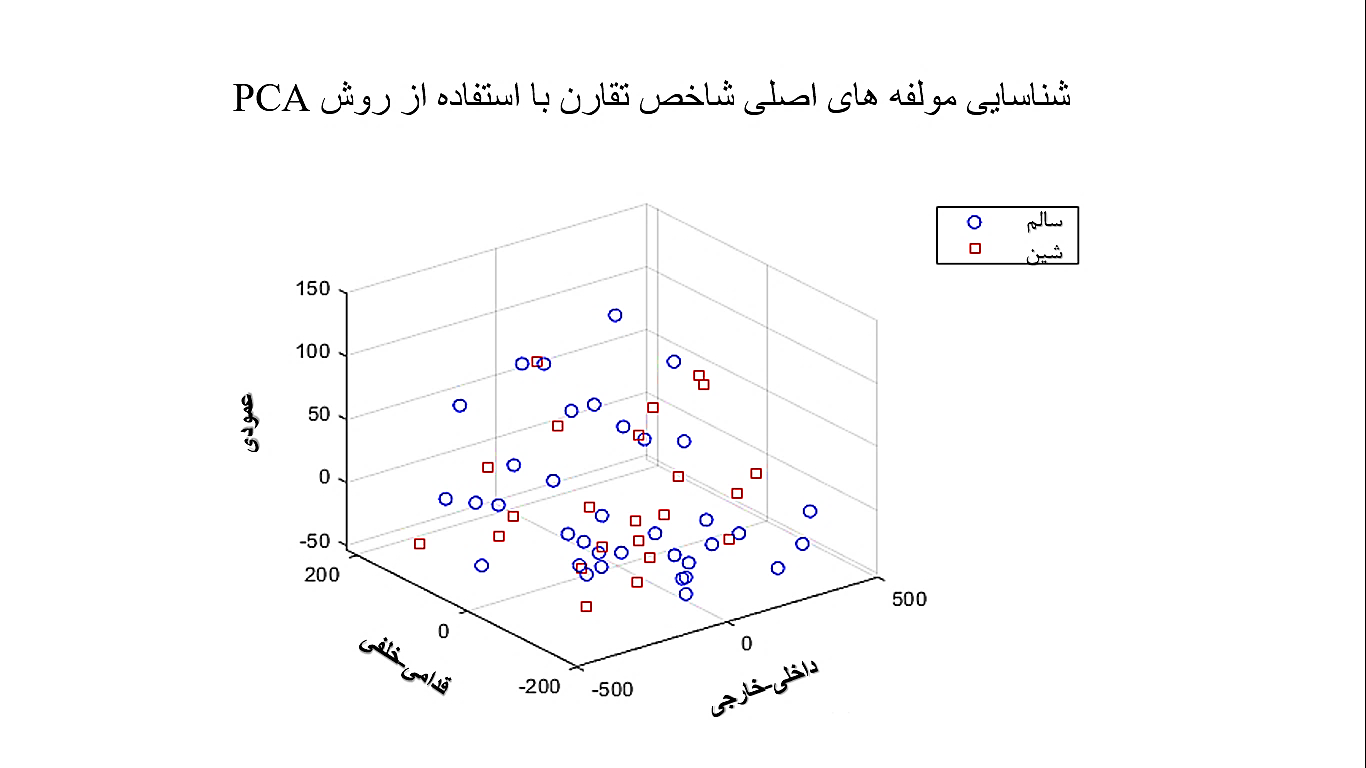 شناسایی مولفه های اصلی شاخص تقارن با استفاده از روش PCA
سالم
شین
150
100
50
0
-50
عمودی
200
0
-200
قدامی-خلفی
-500
0
500
داخلی-خارجی